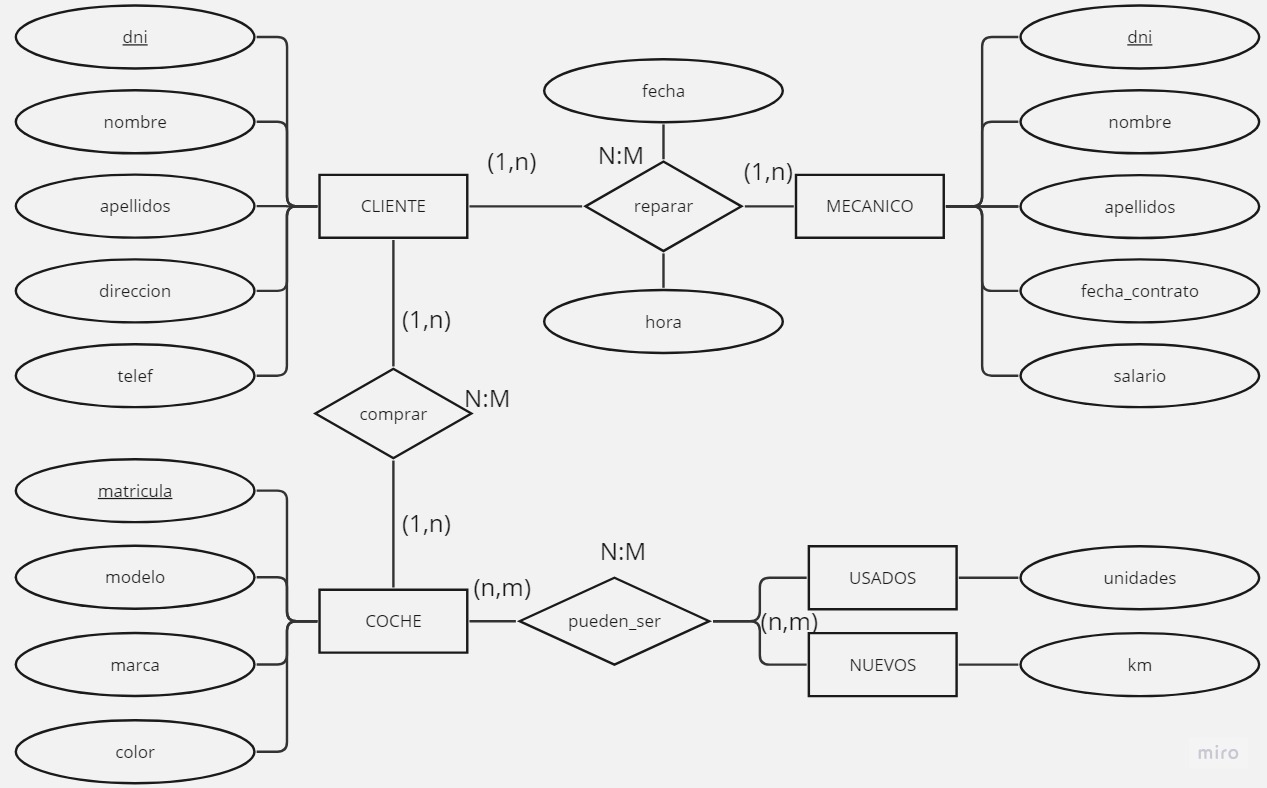 dni
nombre
apellidos
direccion
telef
CLIENTE
(1,n)
fecha
N:M
reparar
hora
(1,n)
MECANICO
dni
nombre
apellidos
fecha_contrato
salario
(1,n)
comprar
N:M
(1,n)
matricula
modelo
marca
color
COCHE
(n,m)
N:M
pueden_ser
(n,m)
USADOS
unidades
NUEVOS
km
miro